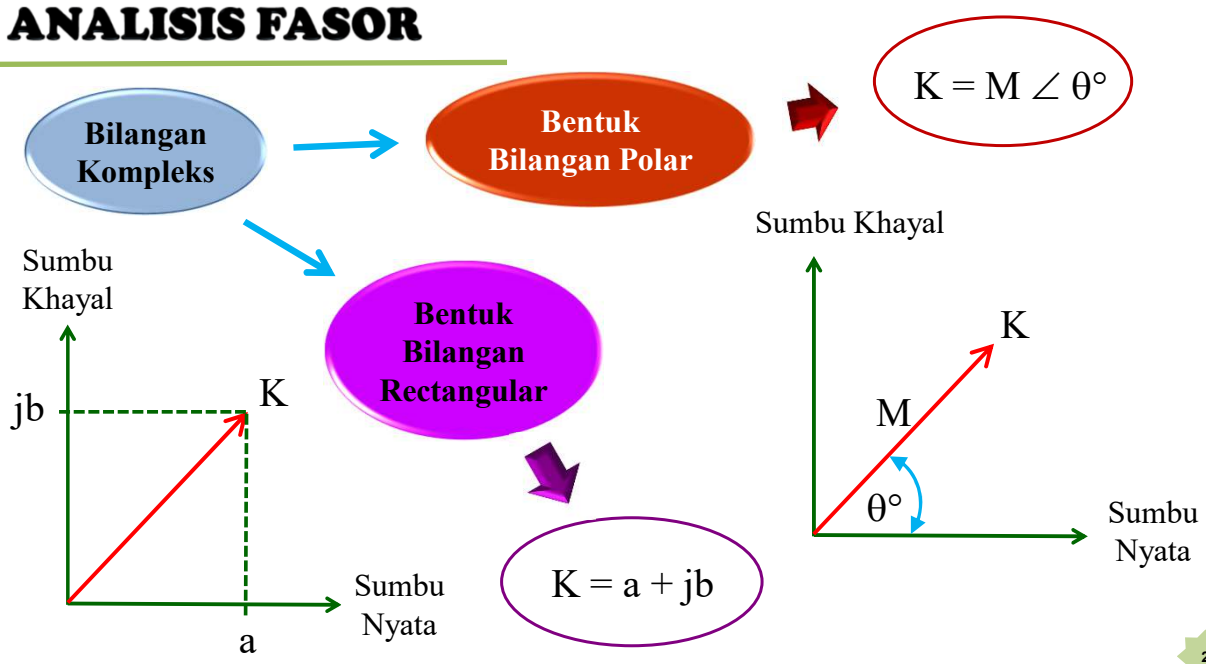 ANALISIS FASOR
Bilangan
Kompleks
Bentuk
Bilangan Polar
K = M ∠ θ°
Sumbu
Khayal
jb
K
a
Sumbu
Nyata
Bentuk
Bilangan
Rectangular
K = a + jb
Sumbu Khayal
K
M
θ°
Sumbu
Nyata
2